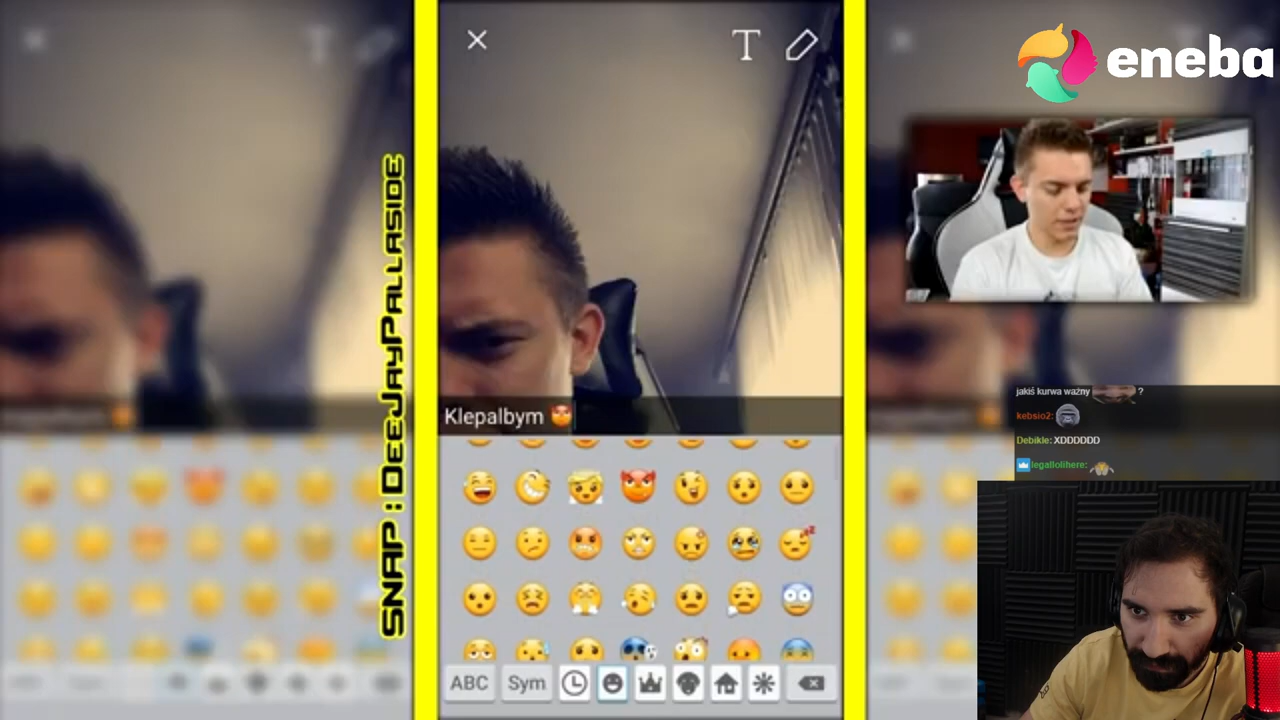 T
eneba
SNAP : DEEJAYPALLASIDE
jakiś kurwa ważny ?
kebsio2:
Debikle: XDDDDDD
legallolihere:
Klepalbym
ABC
Sym